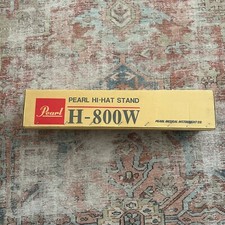 Pearl
PEARL HI-HAT STAND
H-800W
PEARL MUSICAL INSTRUMENT CO.